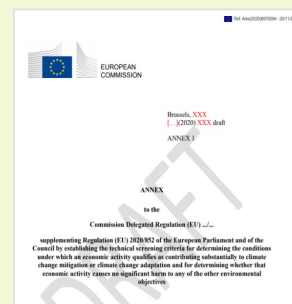 Ref. Ares(2020)6979284 - 20/11/2020
EUROPEAN
COMMISSION
Brussels, XXX
[…](2020) XXX draft
ANNEX 1
ANNEX
to the
Commission Delegated Regulation (EU) .../...
supplementing Regulation (EU) 2020/852 of the European Parliament and of the
Council by establishing the technical screening criteria for determining the conditions
under which an economic activity qualifies as contributing substantially to climate
change mitigation or climate change adaptation and for determining whether that
economic activity causes no significant harm to any of the other environmental
objectives
DRAFT